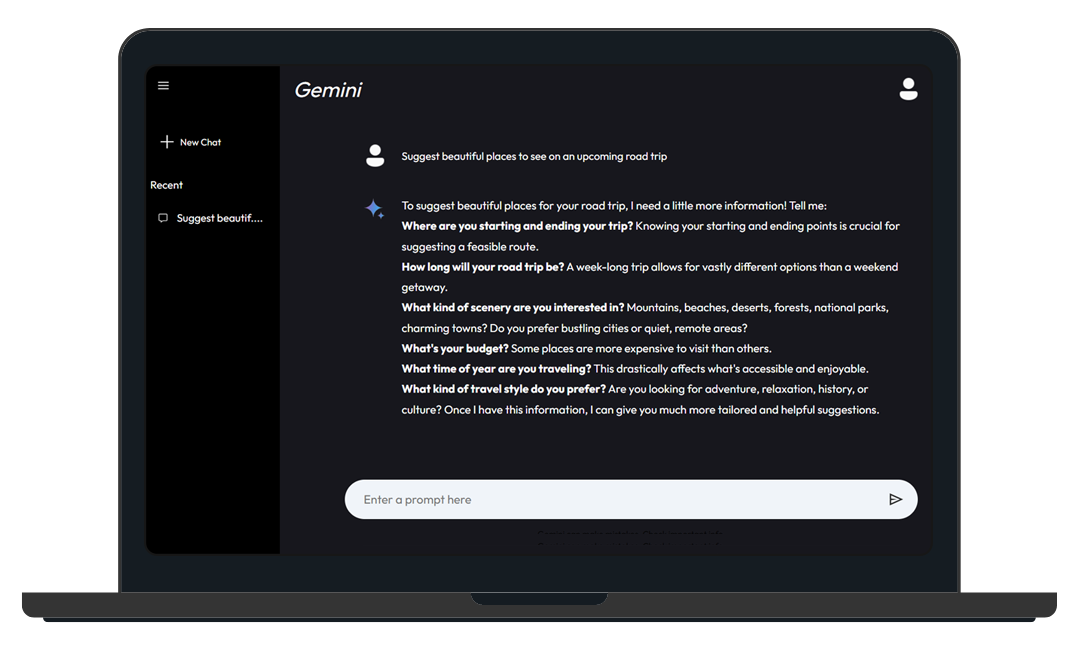 Gemini
New Chat
Recent
Suggest beautif....
Suggest beautiful places to see on an upcoming road trip
To suggest beautiful places for your road trip, I need a little more information! Tell me:
Where are you starting and ending your trip? Knowing your starting and ending points is crucial for
suggesting a feasible route.
How long will your road trip be? A week-long trip allows for vastly different options than a weekend
getaway.
What kind of scenery are you interested in? Mountains, beaches, deserts, forests, national parks,
charming towns? Do you prefer bustling cities or quiet, remote areas?
What's your budget? Some places are more expensive to visit than others.
What time of year are you traveling? This drastically affects what's accessible and enjoyable.
What kind of travel style do you prefer? Are you looking for adventure, relaxation, history, or
culture? Once I have this information, I can give you much more tailored and helpful suggestions.
Enter a prompt here